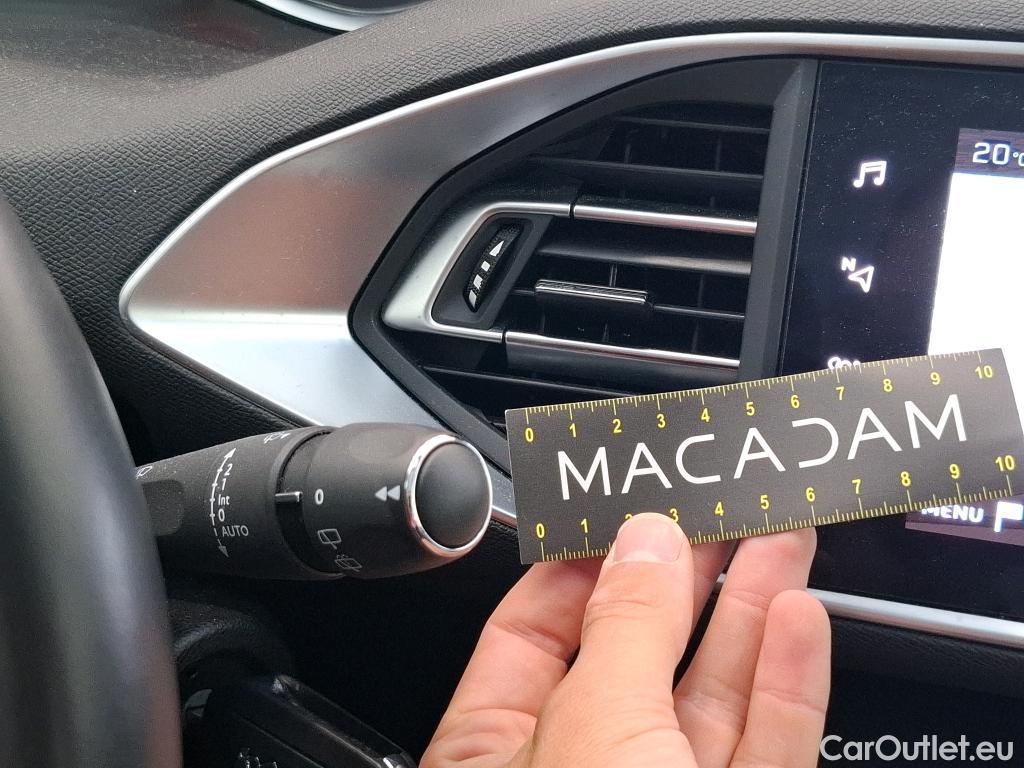 20°C
N
0 1 2 3 4 5 6 7 8 9 10
MACADAM
0 1 2 3 4 5 6 7 8 9 10
2
1
Int
0
AUTO
0
MENU
CarOutlet.eu